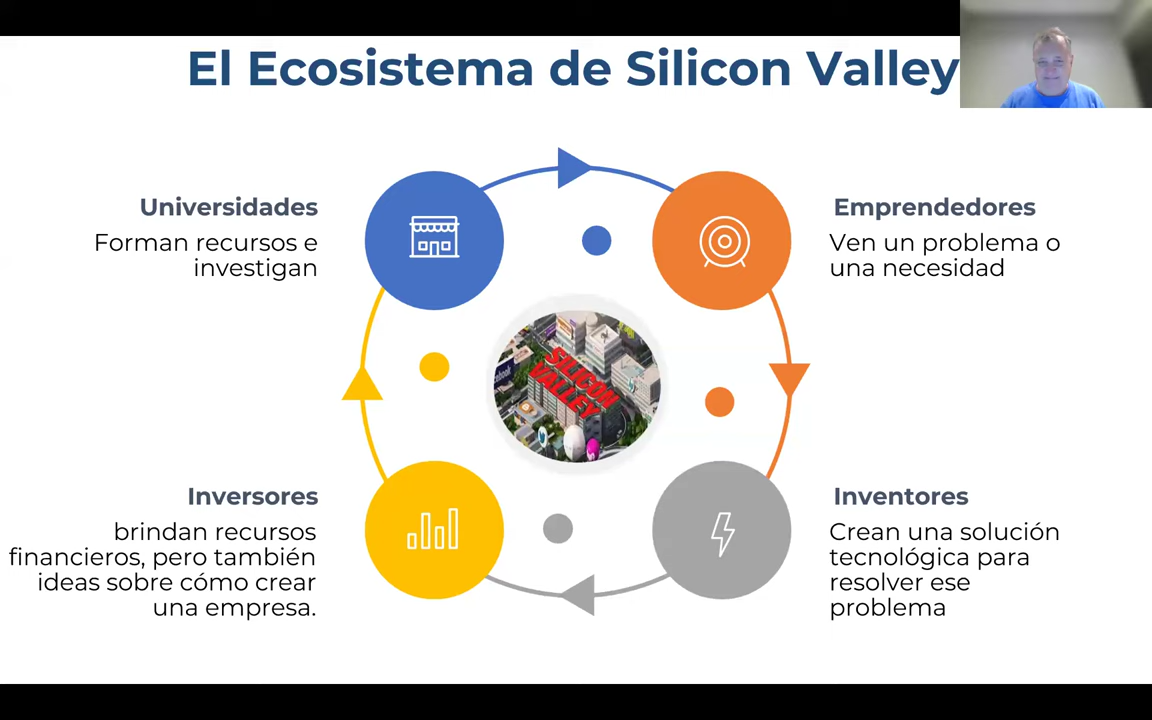 El Ecosistema de Silicon Valley
Universidades
Forman recursos e
investigan
Emprendedores
Ven un problema o
una necesidad
facebook
SILICON
VALLEY
Inversores
brindan recursos
financieros, pero también
ideas sobre cómo crear
una empresa.
Inventores
Crean una solución
tecnológica para
resolver ese
problema